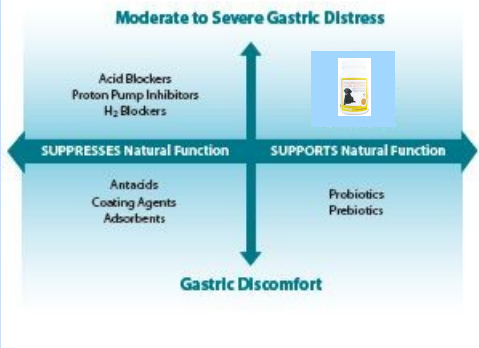 Moderate to Severe Gastric Distress
Acid Blockers
Proton Pump Inhibitors
H₂ Blockers
SUPPRESSES Natural Function
SUPPORTS Natural Function
Antacids
Coating Agents
Adsorbents
Probiotics
Prebiotics
Gastric Discomfort